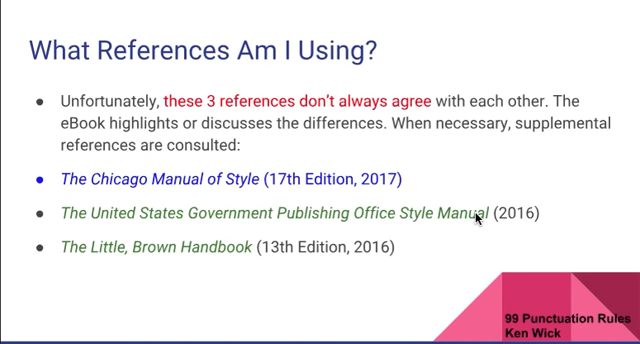 What References Am I Using?
● Unfortunately, these 3 references don't always agree with each other. The
eBook highlights or discusses the differences. When necessary, supplemental
references are consulted:
● The Chicago Manual of Style (17th Edition, 2017)
● The United States Government Publishing Office Style Manual (2016)
● The Little, Brown Handbook (13th Edition, 2016)
99 Punctuation Rules
Ken Wick